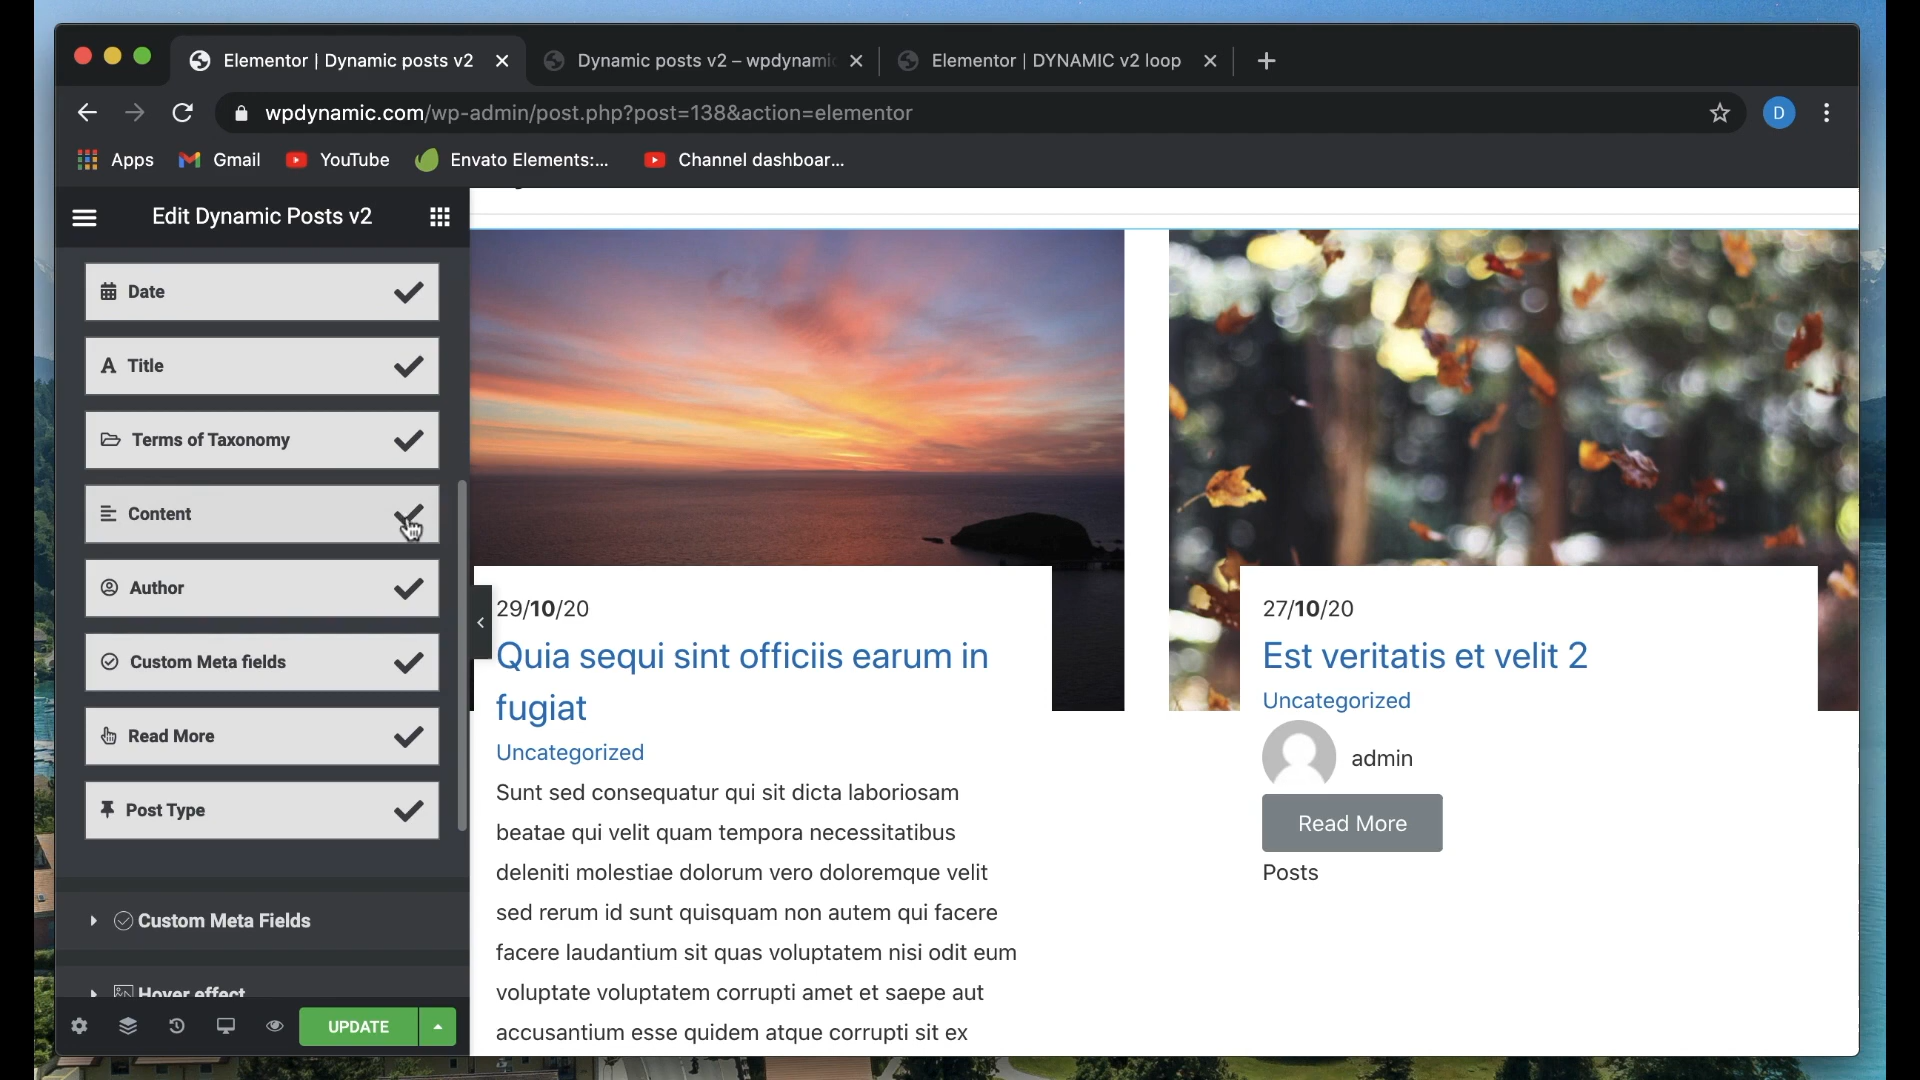 Elementor | Dynamic posts v2
Dynamic posts v2 – wpdynami
Elementor | DYNAMIC v2 loop
wpdynamic.com/wp-admin/post.php?post=138&action=elementor
D
Apps
Gmail
YouTube
Envato Elements:...
Channel dashboar...
Edit Dynamic Posts v2
Date
Title
Terms of Taxonomy
Content
Author
Custom Meta fields
Read More
Post Type
Custom Meta Fields
Hover effect
UPDATE
29/10/20
Quia sequi sint officiis earum in
fugiat
Uncategorized
Sunt sed consequatur qui sit dicta laboriosam
beatae qui velit quam tempora necessitatibus
deleniti molestiae dolorum vero doloremque velit
sed rerum id sunt quisquam non autem qui facere
facere laudantium sit quas voluptatem nisi odit eum
voluptate voluptatem corrupti amet et saepe aut
accusantium esse quidem atque corrupti sit ex
27/10/20
Est veritatis et velit 2
Uncategorized
admin
Read More
Posts